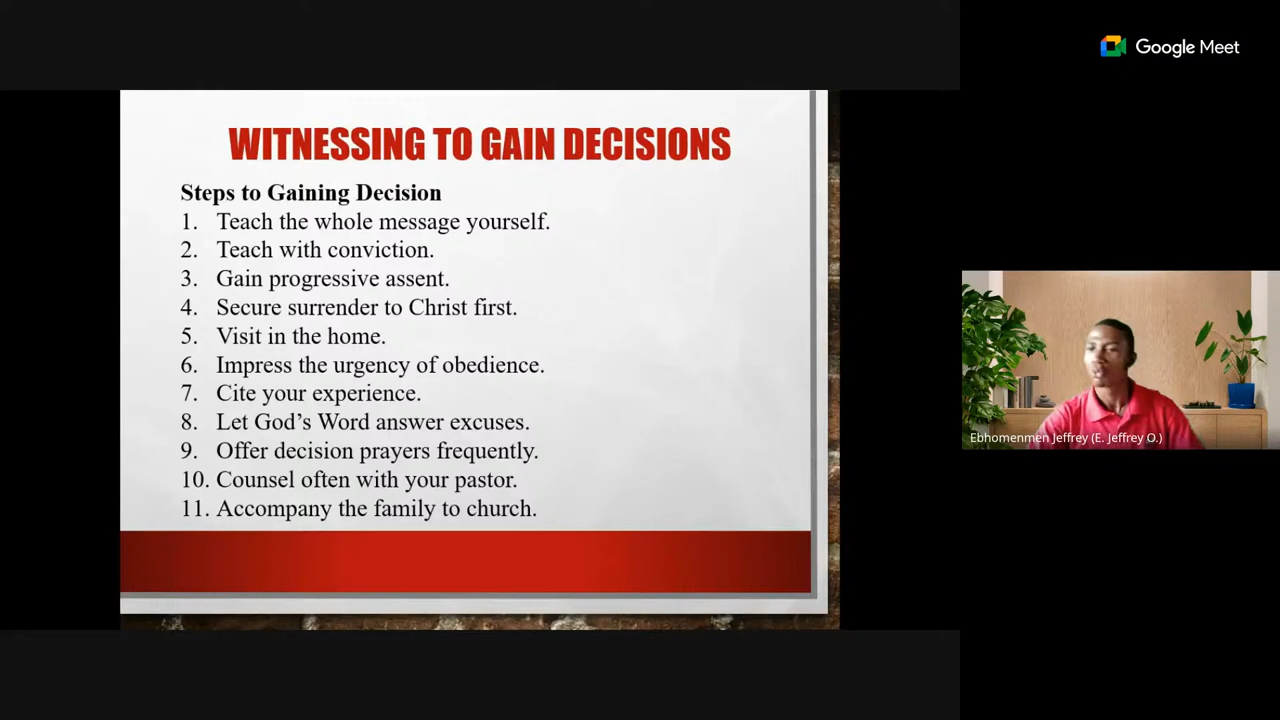 Google Meet
WITNESSING TO GAIN DECISIONS
Steps to Gaining Decision
1. Teach the whole message yourself.
2. Teach with conviction.
3. Gain progressive assent.
4. Secure surrender to Christ first.
5. Visit in the home.
6. Impress the urgency of obedience.
7. Cite your experience.
8. Let God’s Word answer excuses.
9. Offer decision prayers frequently.
10. Counsel often with your pastor.
11. Accompany the family to church.
Ebhomenmen Jeffrey (E. Jeffrey O.)